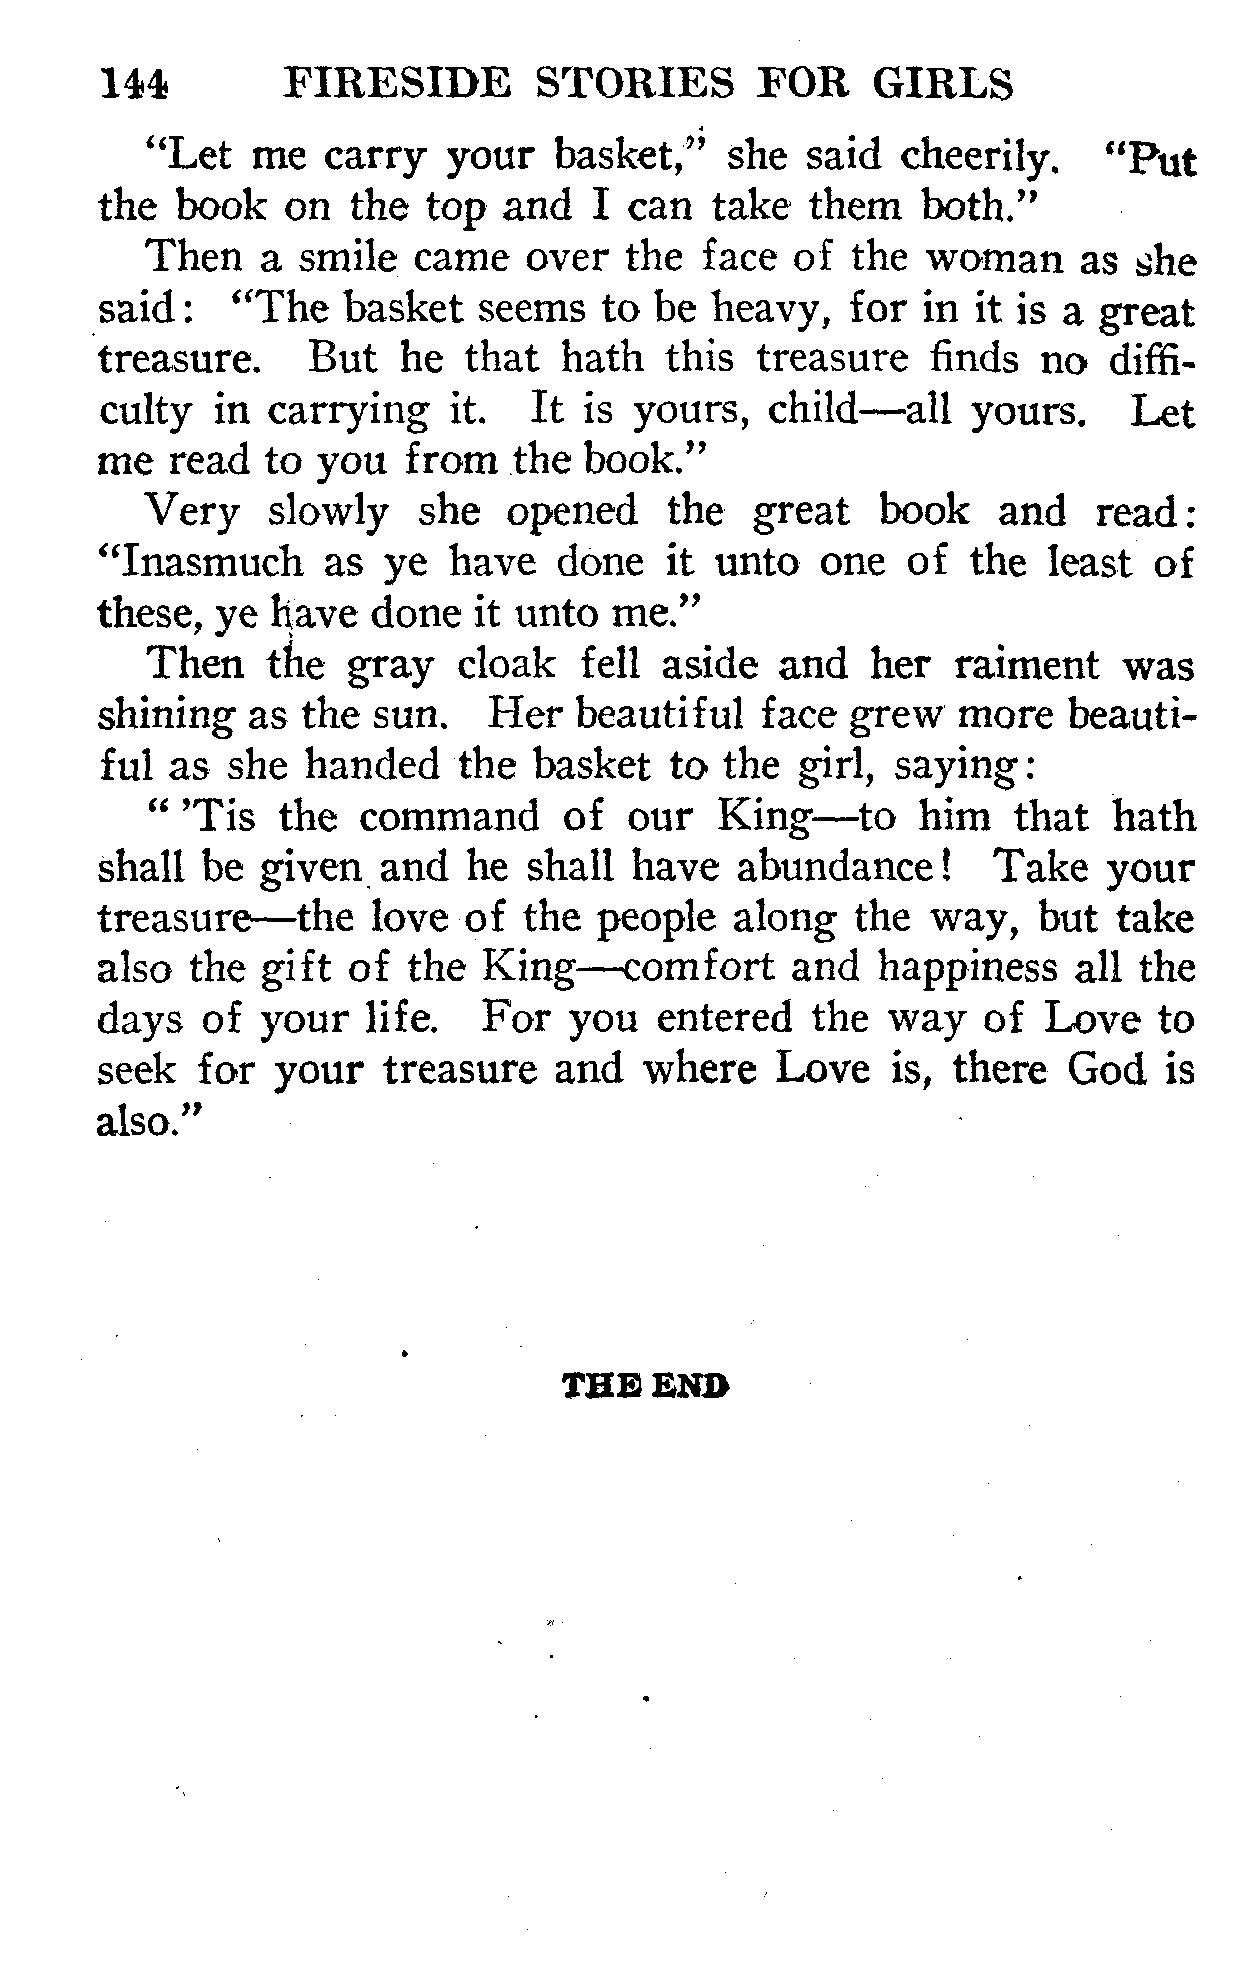 144 FIRESIDE STORIES FOR GIRLS
“Let me carry your basket,” she said cheerily. “Put
the book on the top and I can take them both.”
Then a smile came over the face of the woman as she
said: “The basket seems to be heavy, for in it is a great
treasure. But he that hath this treasure finds no diffi-
culty in carrying it. It is yours, child—all yours. Let
me read to you from the book.”
Very slowly she opened the great book and read:
“Inasmuch as ye have done it unto one of the least of
these, ye have done it unto me.”
Then the gray cloak fell aside and her raiment was
shining as the sun. Her beautiful face grew more beauti-
ful as she handed the basket to the girl, saying:
“ ’Tis the command of our King—to him that hath
shall be given and he shall have abundance! Take your
treasure—the love of the people along the way, but take
also the gift of the King—comfort and happiness all the
days of your life. For you entered the way of Love to
seek for your treasure and where Love is, there God is
also.”
THE END